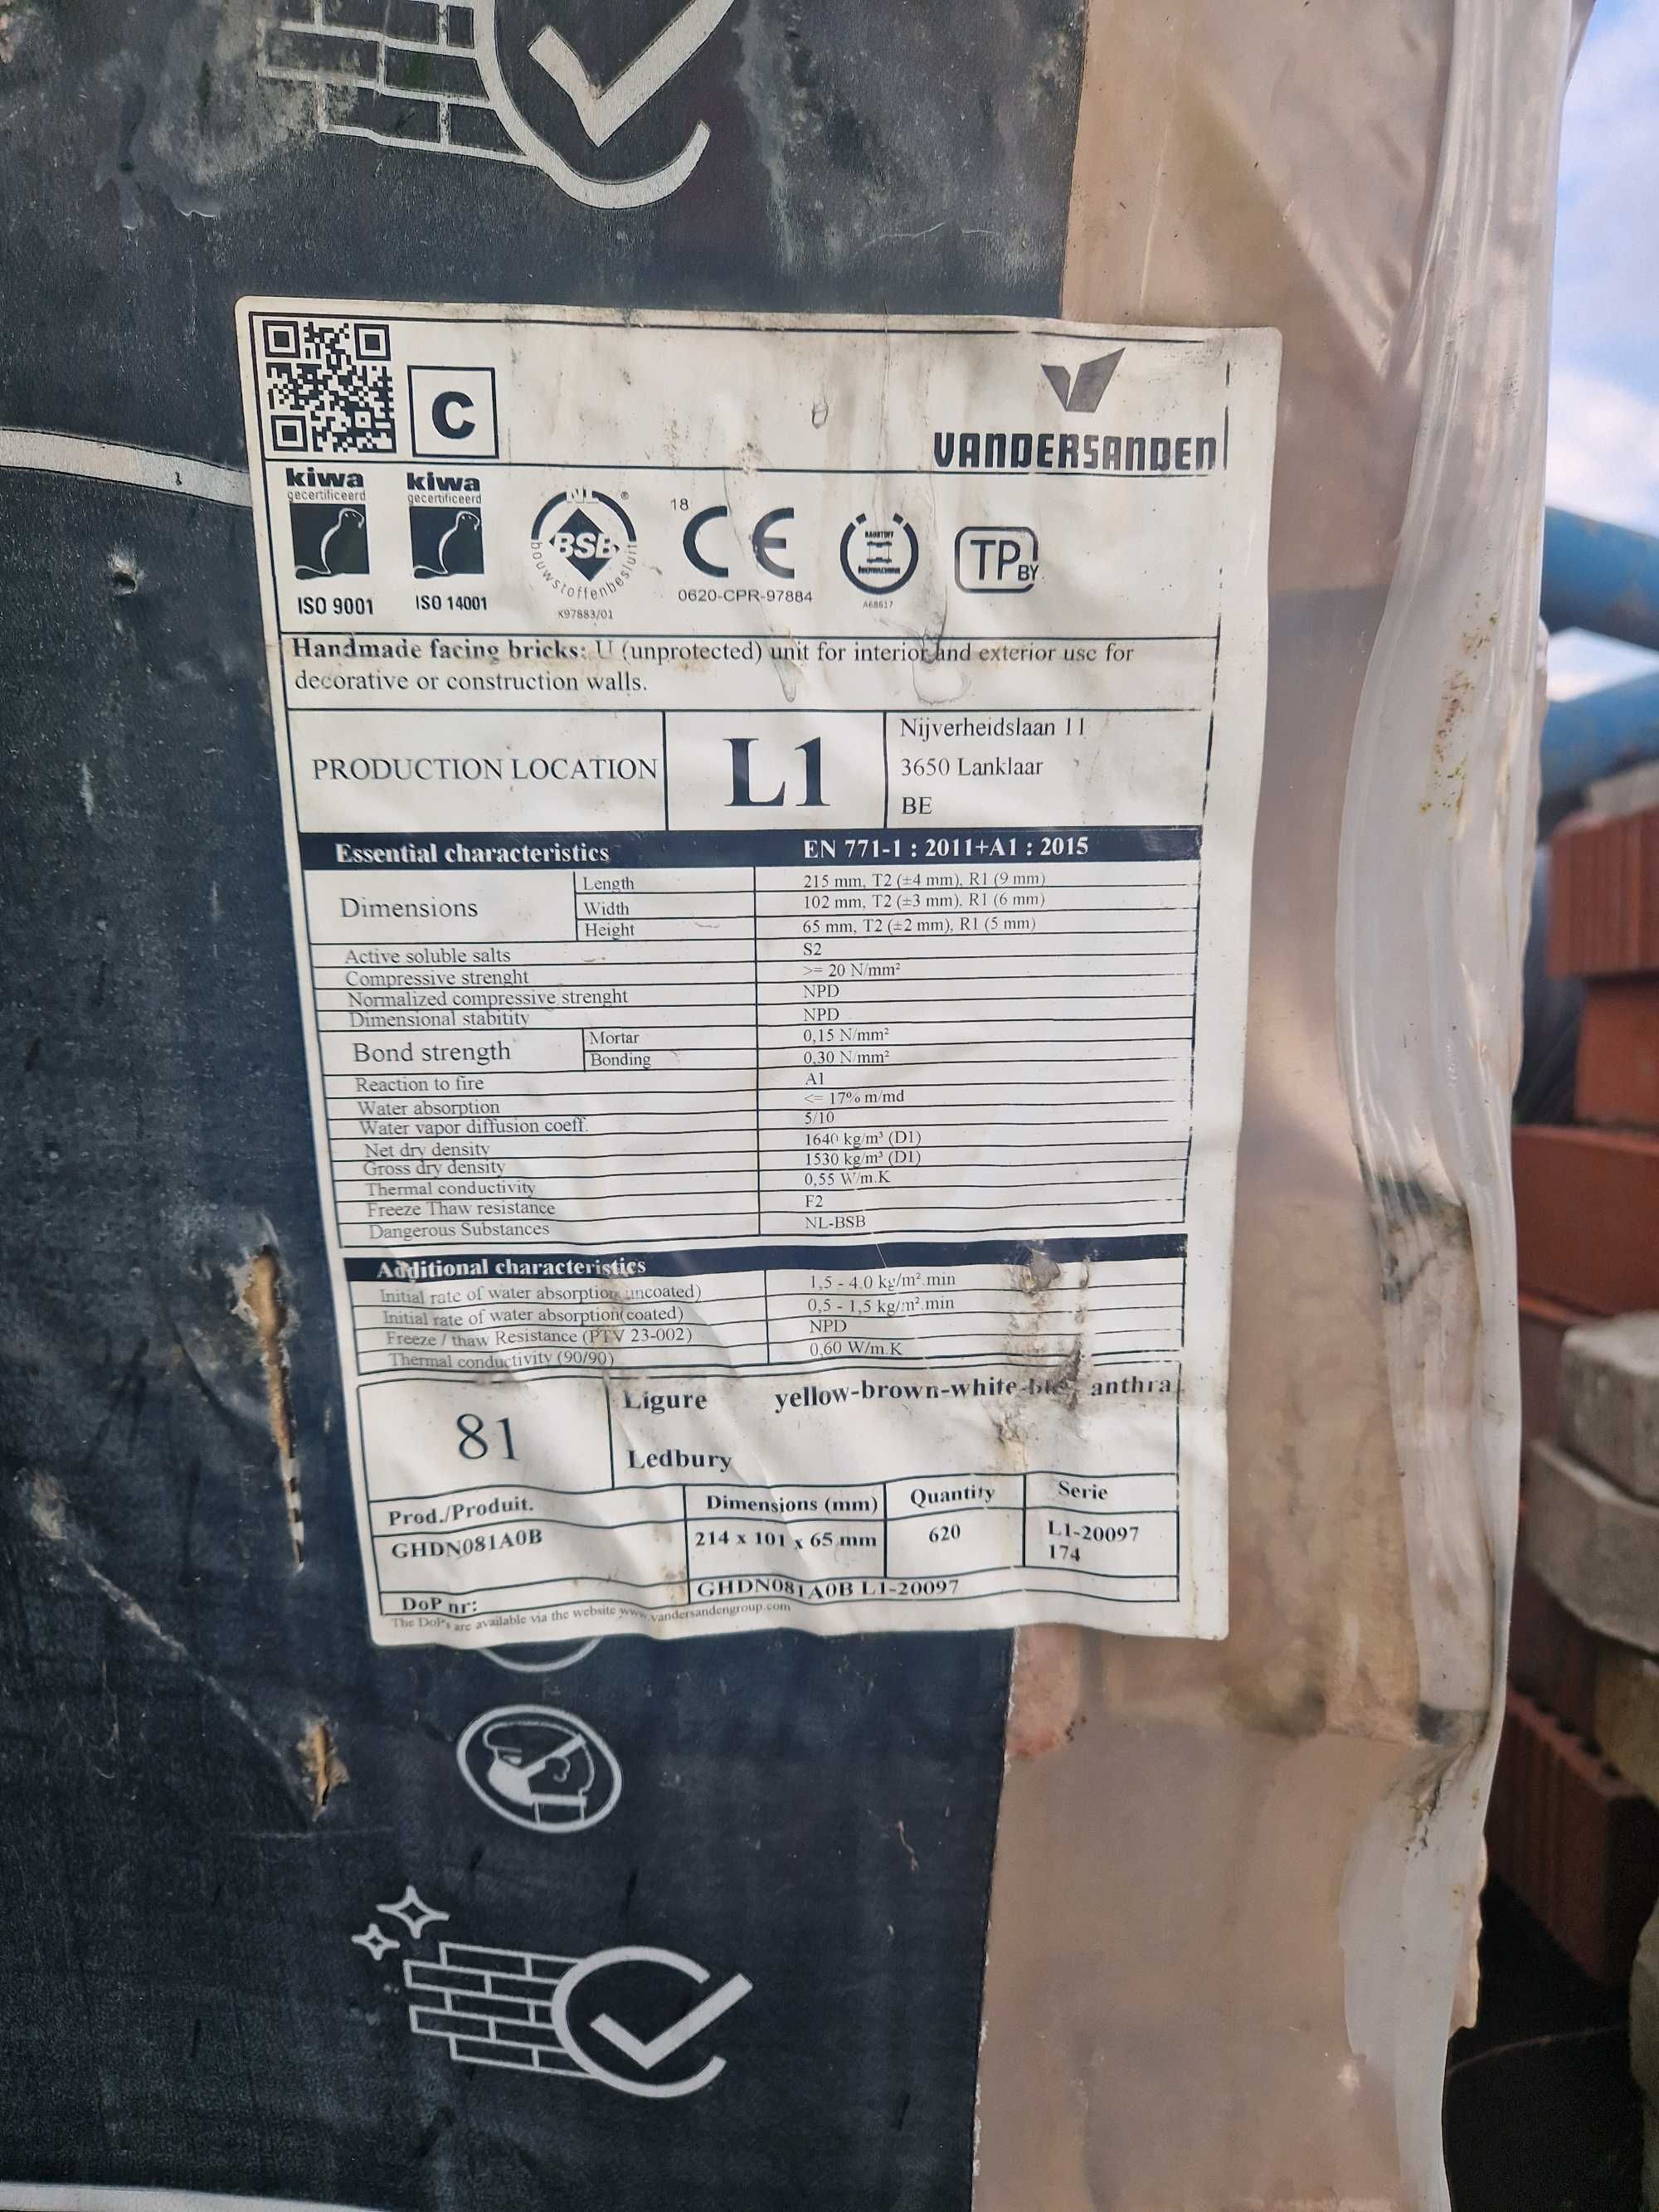 C
VANDERSANDEN
kiwa
gecertificeerd
ISO 9001
kiwa
gecertificeerd
ISO 14001
NL
BSB
®
bouwstoffenbesluit
K97883/01
18
CE
0620-CPR-97884
A68617
TP BY
Handmade facing bricks: U (unprotected) unit for interior and exterior use for
decorative or construction walls.
PRODUCTION LOCATION
L1
Nijverheidslaan 11
3650 Lanklaar
BE
Essential characteristics EN 771-1 : 2011+A1 : 2015
Dimensions
Length 215 mm, T2 (±4 mm), R1 (9 mm)
Width 102 mm, T2 (±3 mm), R1 (6 mm)
Height 65 mm, T2 (±2 mm), R1 (5 mm)
Active soluble salts S2
Compressive strenght >= 20 N/mm²
Normalized compressive strenght NPD
Dimensional stabitity NPD
Bond strength
Mortar 0,15 N/mm²
Bonding 0,30 N/mm²
Reaction to fire A1
Water absorption <= 17% m/md
Water vapor diffusion coeff. 5/10
Net dry density 1640 kg/m³ (D1)
Gross dry density 1530 kg/m³ (D1)
Thermal conductivity 0,55 W/m.K
Freeze Thaw resistance F2
Dangerous Substances NL-BSB
Additional characteristics
Initial rate of water absorption uncoated) 1,5 - 4.0 kg/m².min
Initial rate of water absorption(coated) 0,5 - 1,5 kg/m².min
Freeze / thaw Resistance (PTV 23-002) NPD
Thermal conductivity (90/90) 0,60 W/m.K
81
Ligure yellow-brown-white- anthra
Ledbury
Prod./Produit. Dimensions (mm) Quantity Serie
GHDN081A0B 214 x 101 x 65 mm 620 L1-20097
174
DoP nr: GHDN081A0B L1-20097
The DoP's are available via the website www.vandersandengroup.com